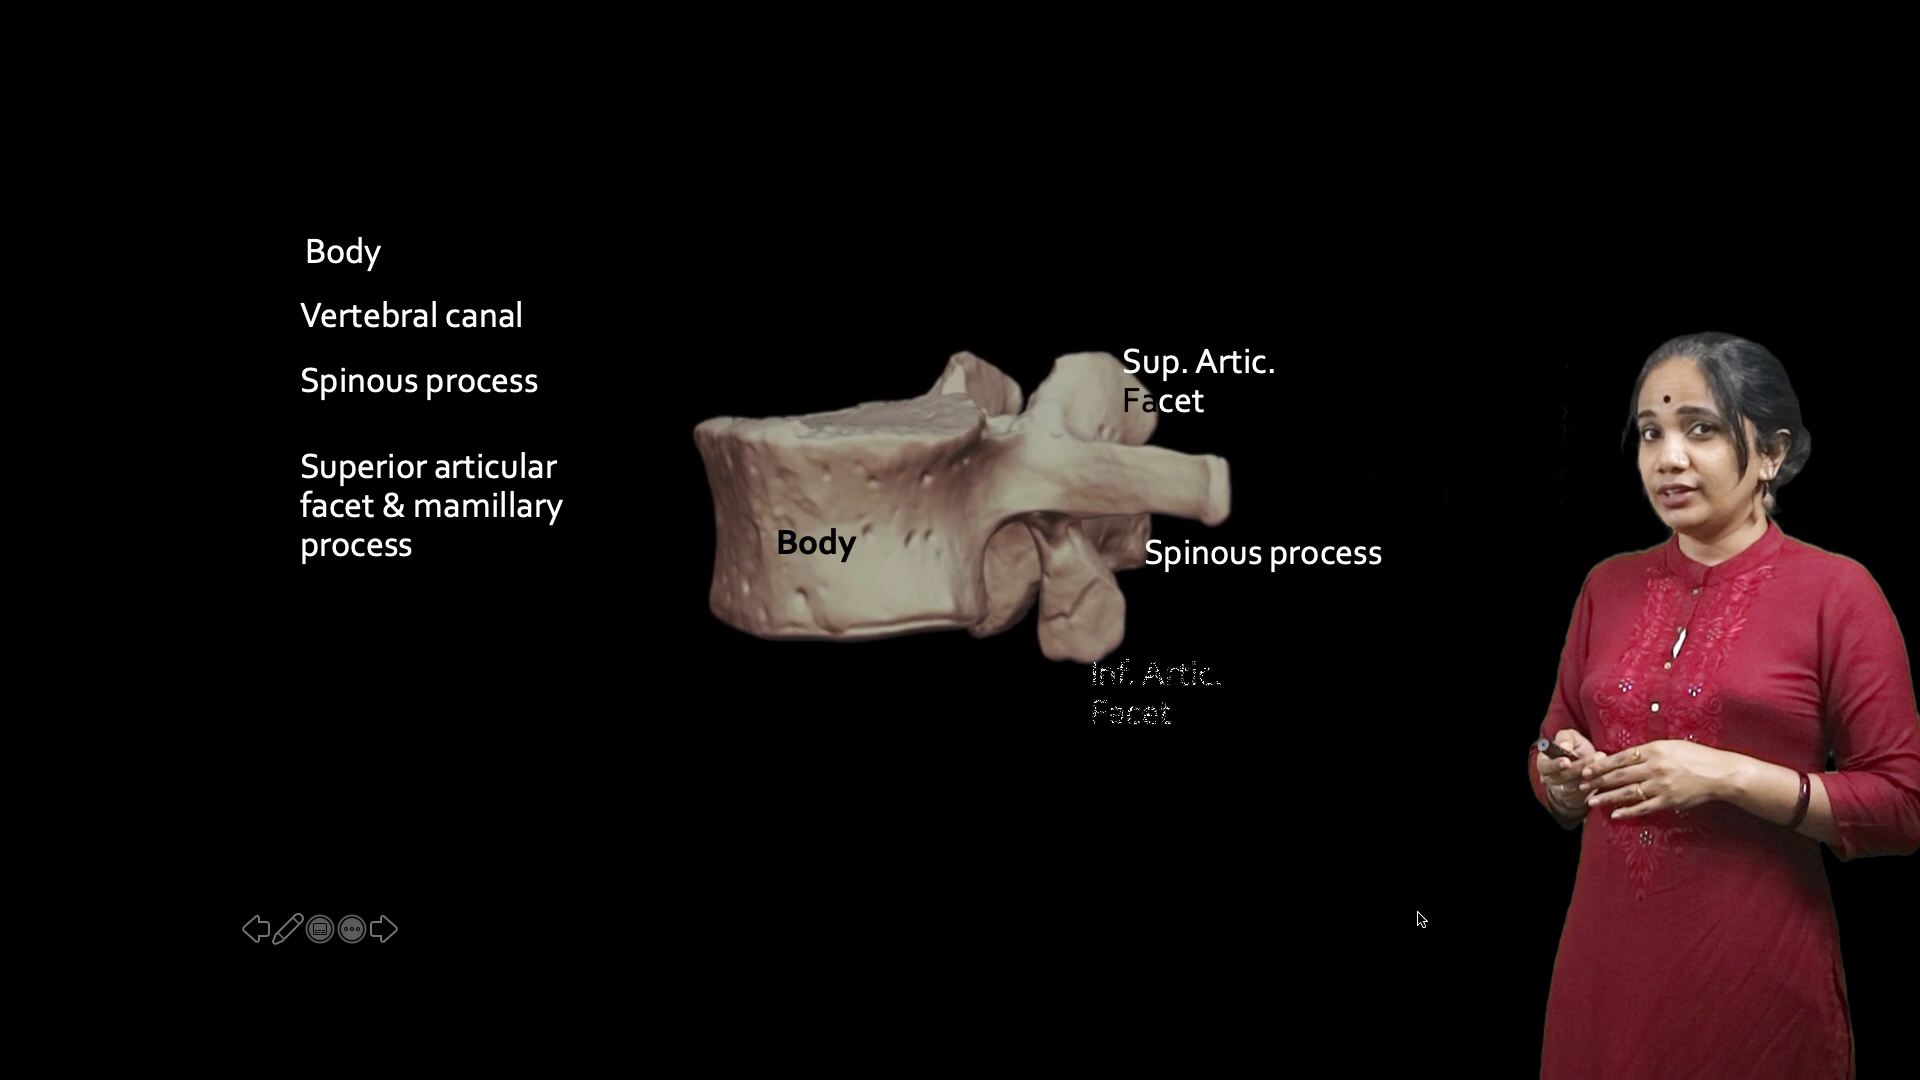 Body
Vertebral canal
Spinous process
Superior articular
facet & mamillary
process
Sup. Artic.
Facet
Body
Spinous process
Inf. Artic.
Facet